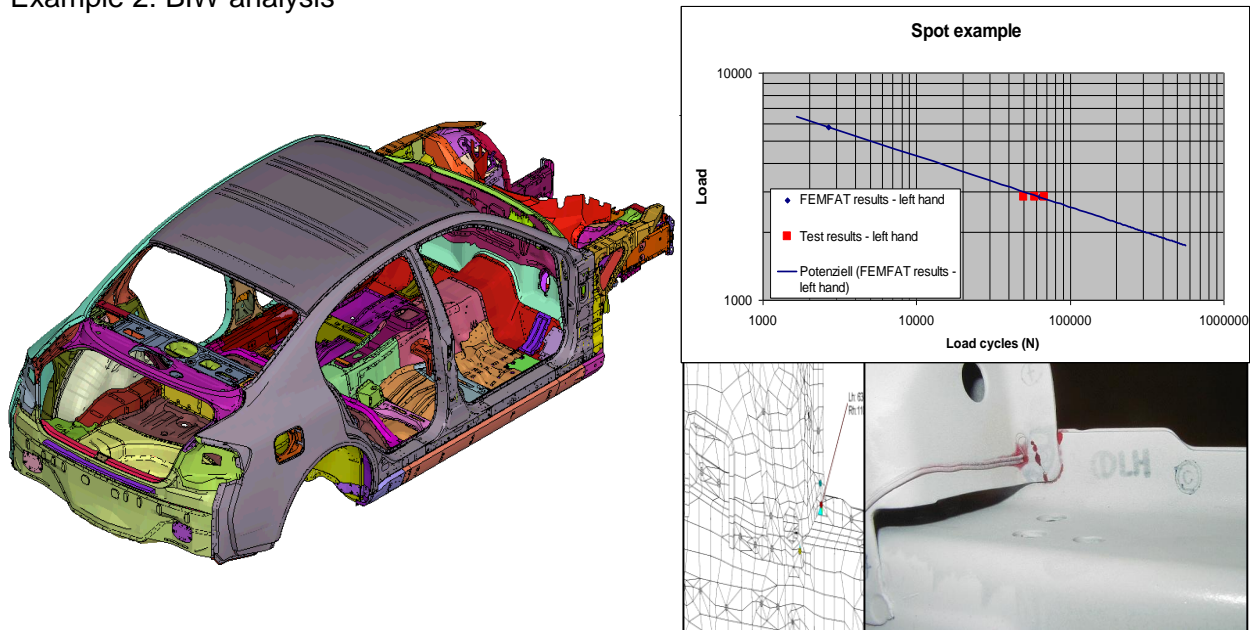 Example 2: BiW analysis
Spot example
10000
Load
FEMFAT results - left hand
Test results - left hand
Potenziell (FEMFAT results -
left hand)
1000
1000
10000
100000
1000000
Load cycles (N)
DLH
C